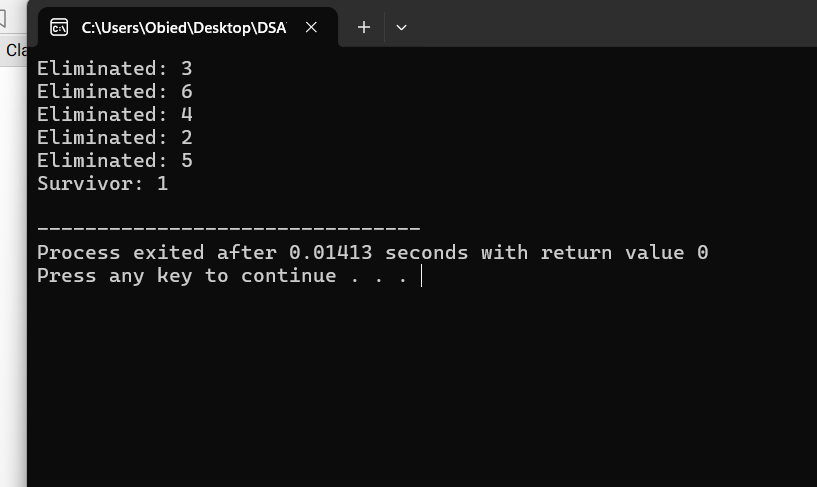 Cla
C:\Users\Obied\Desktop\DSA
Eliminated: 3
Eliminated: 6
Eliminated: 4
Eliminated: 2
Eliminated: 5
Survivor: 1
--------------------------------
Process exited after 0.01413 seconds with return value 0
Press any key to continue . . .